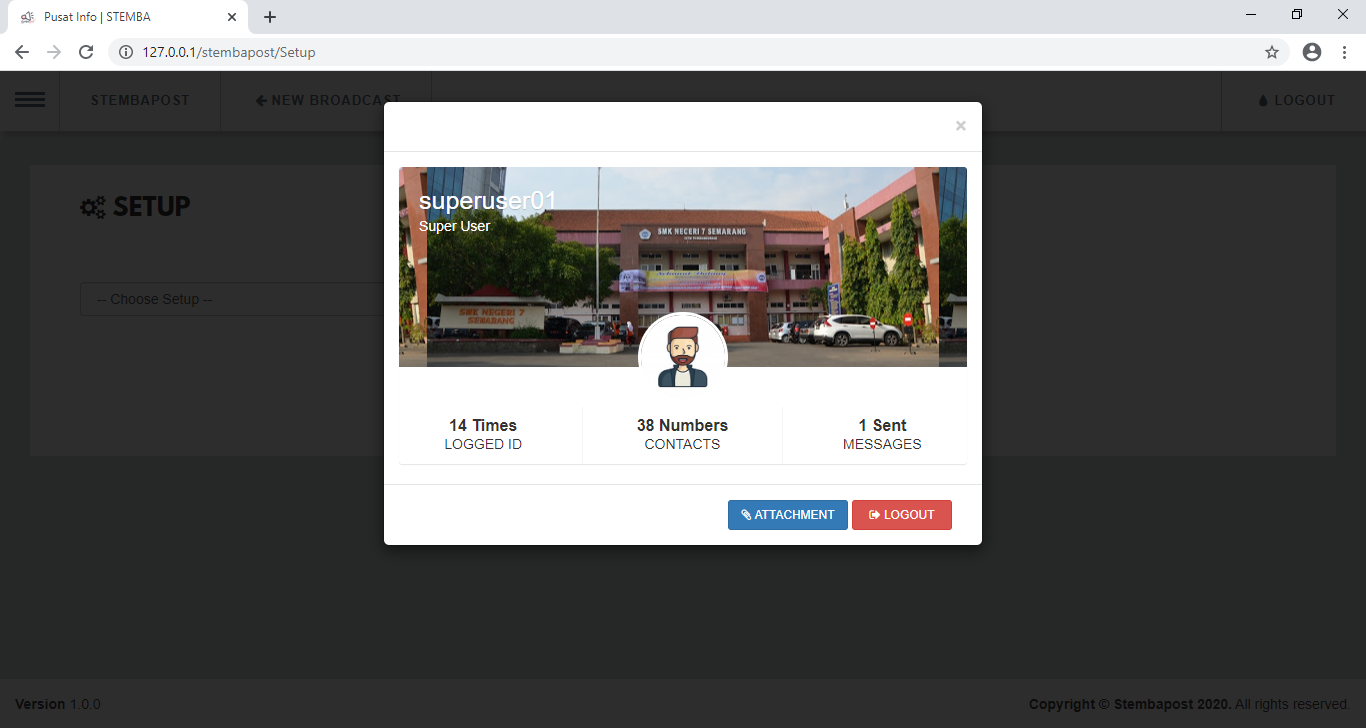 Pusat Info | STEMBA
127.0.0.1/stembapost/Setup
STEMBAPOST
NEW BROADCAST
LOGOUT
×
SETUP
-- Choose Setup --
superuser01
Super User
SMK NEGERI 7 SEMARANG
SMK NEGERI 7
SEMARANG
14 Times
LOGGED ID
38 Numbers
CONTACTS
1 Sent
MESSAGES
ATTACHMENT
LOGOUT
Version 1.0.0
Copyright © Stembapost 2020. All rights reserved.